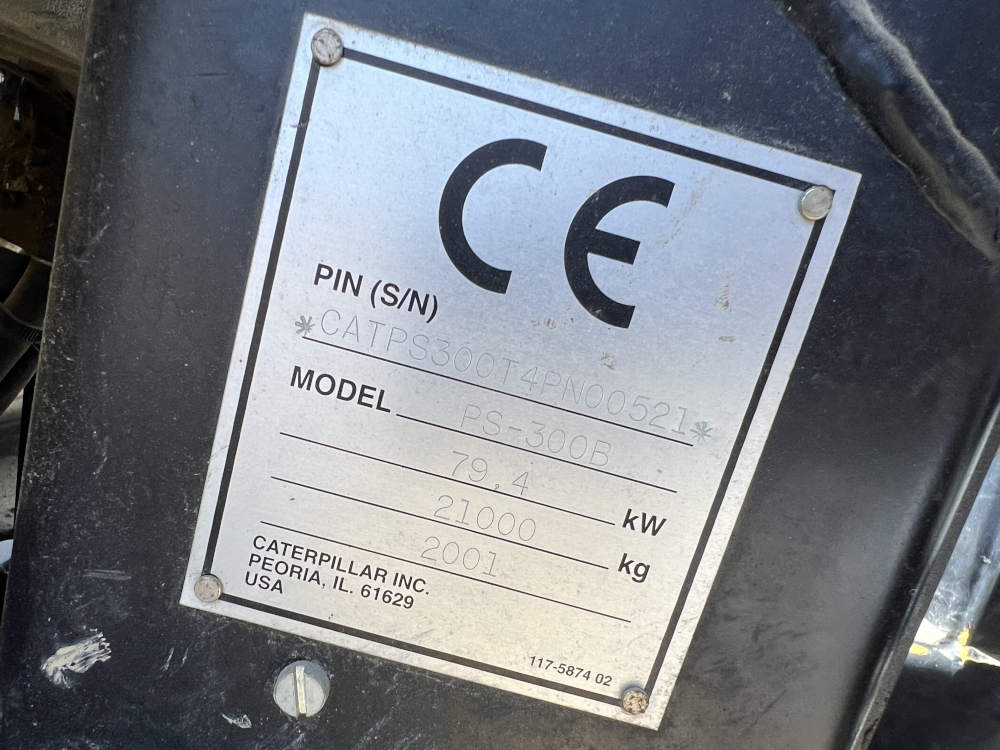 CE
PIN (S/N)
*CATPS300T4PN00521*
MODEL PS-300B
79,4 kW
21000 kg
2001
CATERPILLAR INC.
PEORIA, IL. 61629
USA
117-5874 02